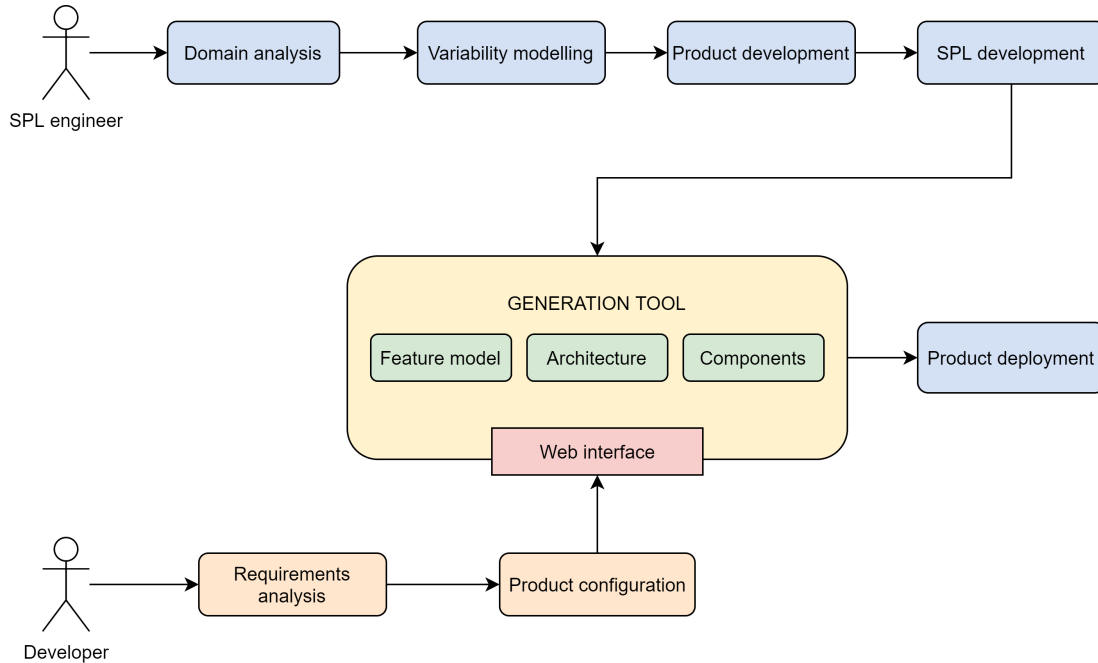 Domain analysis
Variability modelling
Product development
SPL development
SPL engineer
GENERATION TOOL
Feature model
Architecture
Components
Product deployment
Web interface
Requirements
analysis
Product configuration
Developer